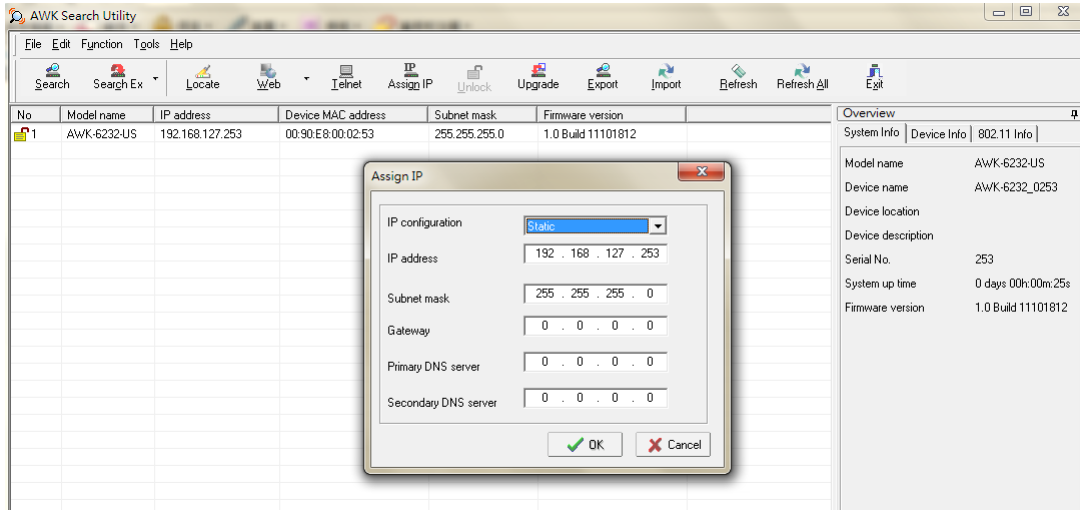 AWK Search Utility
File Edit Function Tools Help
Search Search Ex Locate Web Telnet Assign IP Unlock Upgrade Export Import Refresh Refresh All Exit
No Model name IP address Device MAC address Subnet mask Firmware version
1 AWK-6232-US 192.168.127.253 00:90:E8:00:02:53 255.255.255.0 1.0 Build 11101812
Assign IP
IP configuration Static
IP address 192 . 168 . 127 . 253
Subnet mask 255 . 255 . 255 . 0
Gateway 0 . 0 . 0 . 0
Primary DNS server 0 . 0 . 0 . 0
Secondary DNS server 0 . 0 . 0 . 0
OK Cancel
Overview
System Info Device Info 802.11 Info
Model name AWK-6232-US
Device name AWK-6232_0253
Device location
Device description
Serial No. 253
System up time 0 days 00h:00m:25s
Firmware version 1.0 Build 11101812